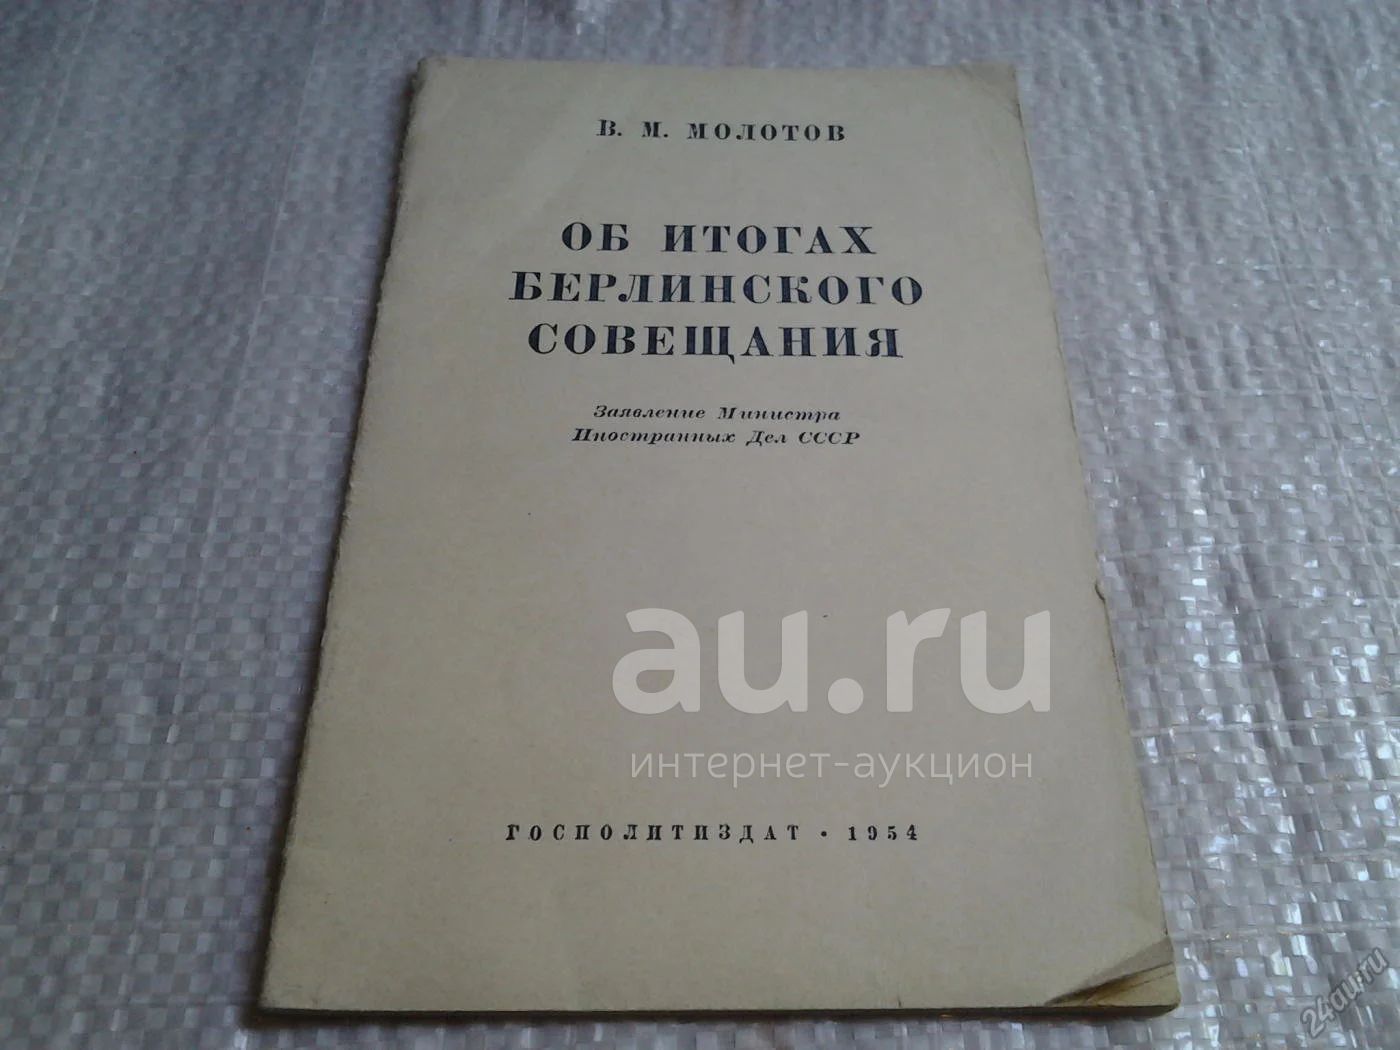 В. М. МОЛОТОВ
ОБ ИТОГАХ
БЕРЛИНСКОГО
СОВЕЩАНИЯ
Заявление Министра
Иностранных Дел СССР
au.ru
интернет-аукцион
ГОСПОЛИТИЗДАТ • 1954
24au.ru